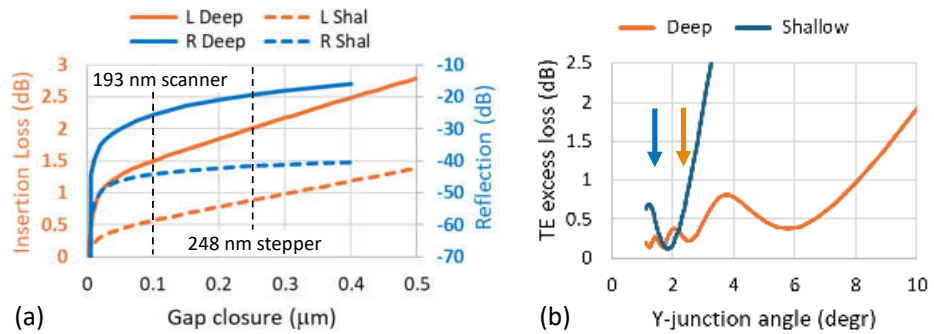 L Deep L Shal
R Deep R Shal
3
2.5
2
1.5
1
0.5
0
Insertion Loss (dB)
193 nm scanner
248 nm stepper
-10
-20
-30
-40
-50
-60
-70
Reflection (dB)
0 0.1 0.2 0.3 0.4 0.5
(a) Gap closure (μm)
Deep Shallow
2.5
2
1.5
1
0.5
0
TE excess loss (dB)
0 2 4 6 8 10
(b) Y-junction angle (degr)